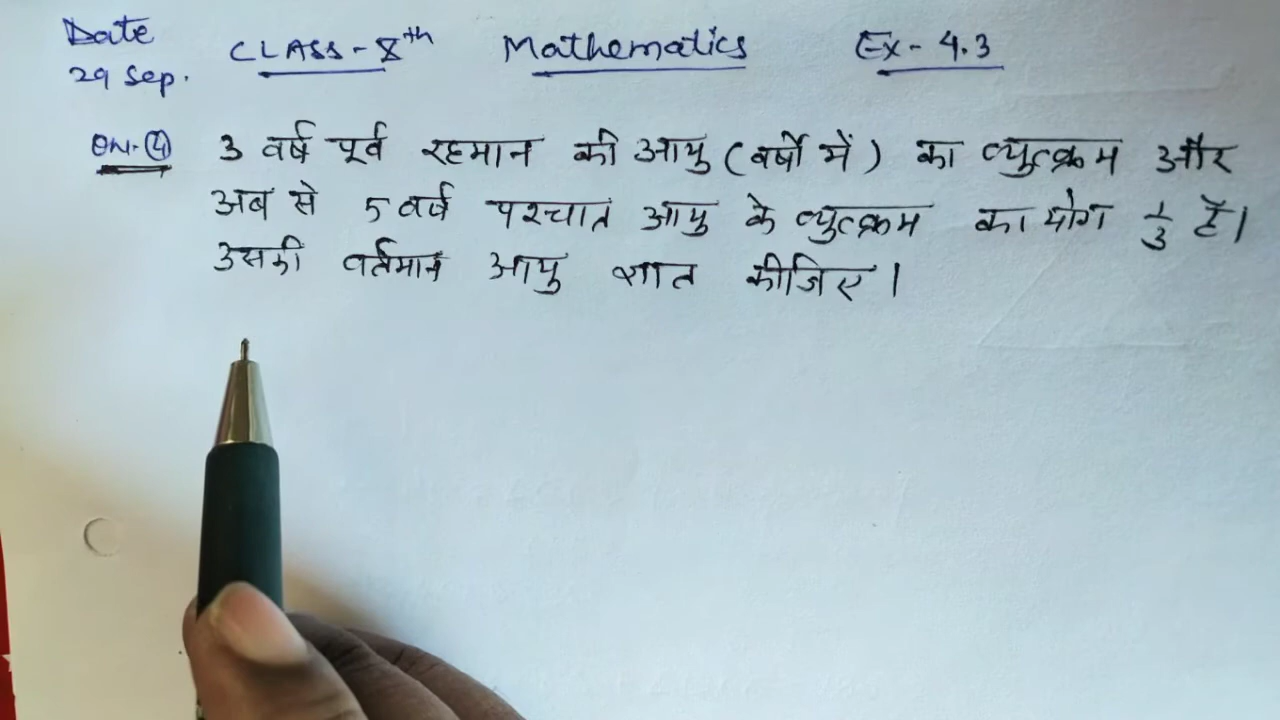 Date
29 Sep.
CLASS-8th Mathematics Ex-4.3
QN.④ 3 वर्ष पूर्व रहमान की आयु (वर्षों में) का व्युत्क्रम और
अब से 5 वर्ष पश्चात आयु के व्युत्क्रम का योग 1/3 है।
उसकी वर्तमान आयु ज्ञात कीजिए।